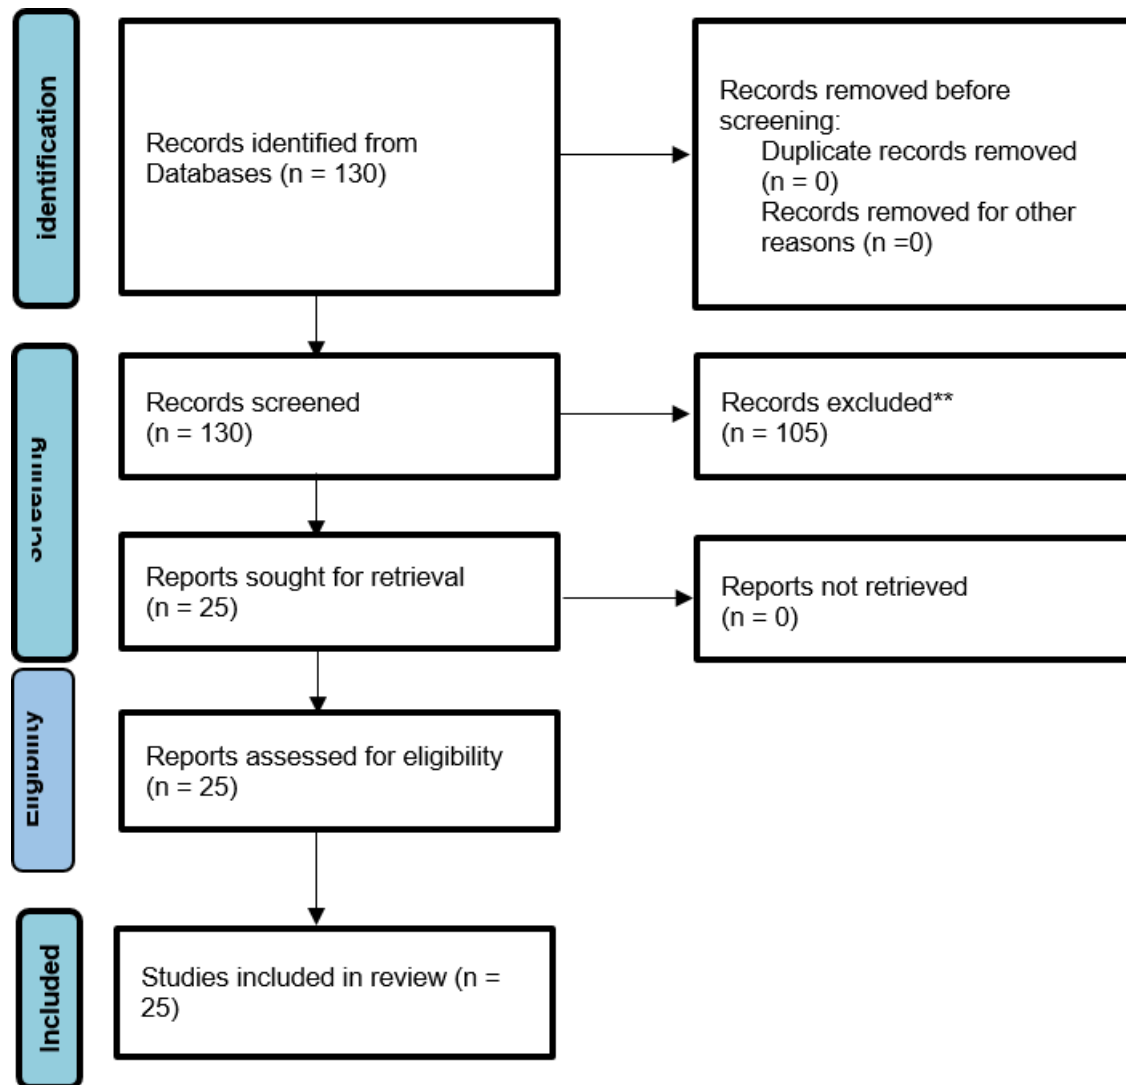 identification
Records identified from
Databases (n = 130)
Records removed before
screening:
Duplicate records removed
(n = 0)
Records removed for other
reasons (n =0)
Screening
Records screened
(n = 130)
Records excluded**
(n = 105)
Reports sought for retrieval
(n = 25)
Reports not retrieved
(n = 0)
Eligibility
Reports assessed for eligibility
(n = 25)
Included
Studies included in review (n =
25)